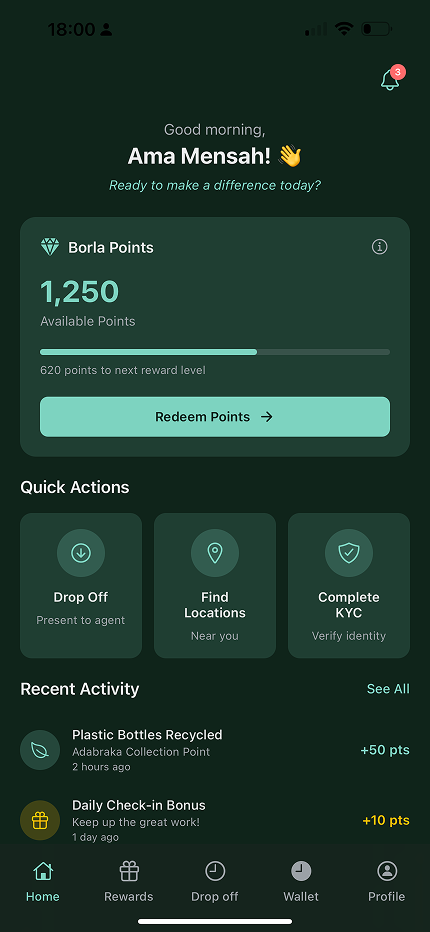 18:00
3
Good morning,
Ama Mensah! 👋
Ready to make a difference today?
Borla Points
1,250
Available Points
620 points to next reward level
Redeem Points →
Quick Actions
Drop Off
Present to agent
Find
Locations
Near you
Complete
KYC
Verify identity
Recent Activity
See All
Plastic Bottles Recycled
Adabraka Collection Point
2 hours ago
+50 pts
Daily Check-in Bonus
Keep up the great work!
1 day ago
+10 pts
Home
Rewards
Drop off
Wallet
Profile